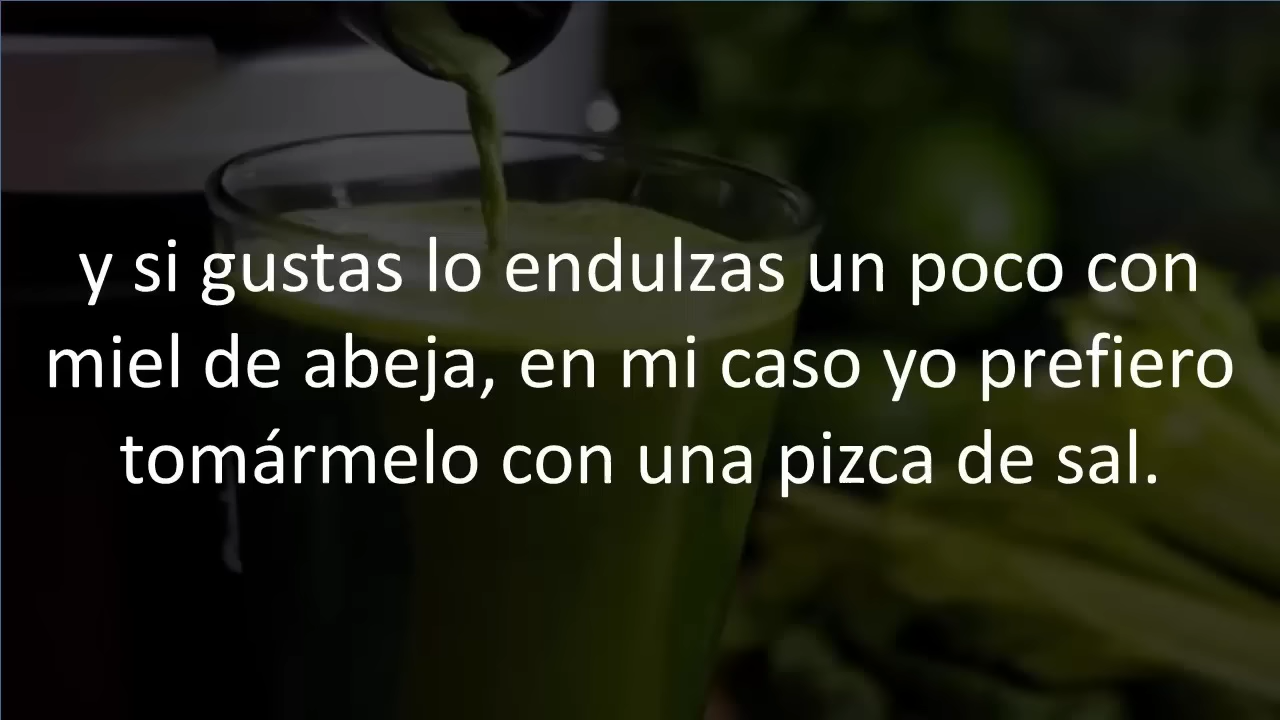 y si gustas lo endulzas un poco con
miel de abeja, en mi caso yo prefiero
tomármelo con una pizca de sal.